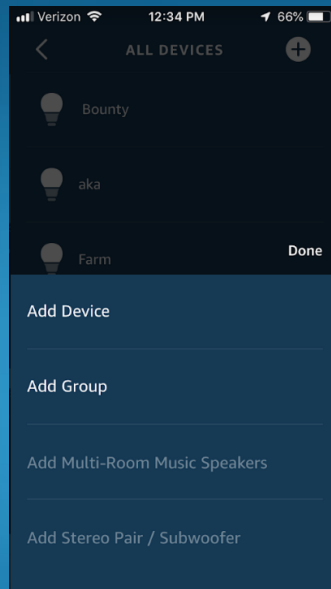 Verizon 12:34 PM 66%
ALL DEVICES
Bounty
aka
Farm
Done
Add Device
Add Group
Add Multi-Room Music Speakers
Add Stereo Pair / Subwoofer